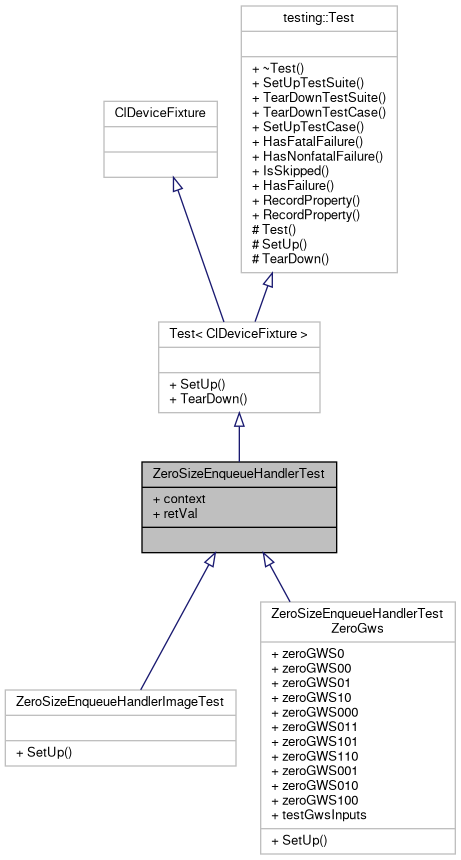 testing::Test
+ ~Test()
+ SetUpTestSuite()
+ TearDownTestSuite()
+ TearDownTestCase()
+ SetUpTestCase()
+ HasFatalFailure()
+ HasNonfatalFailure()
+ IsSkipped()
+ HasFailure()
+ RecordProperty()
+ RecordProperty()
# Test()
# SetUp()
# TearDown()
ClDeviceFixture
Test< ClDeviceFixture >
+ SetUp()
+ TearDown()
ZeroSizeEnqueueHandlerTest
+ context
+ retVal
ZeroSizeEnqueueHandlerImageTest
+ SetUp()
ZeroSizeEnqueueHandlerTest
ZeroGws
+ zeroGWS0
+ zeroGWS00
+ zeroGWS01
+ zeroGWS10
+ zeroGWS000
+ zeroGWS011
+ zeroGWS101
+ zeroGWS110
+ zeroGWS001
+ zeroGWS010
+ zeroGWS100
+ testGwsInputs
+ SetUp()